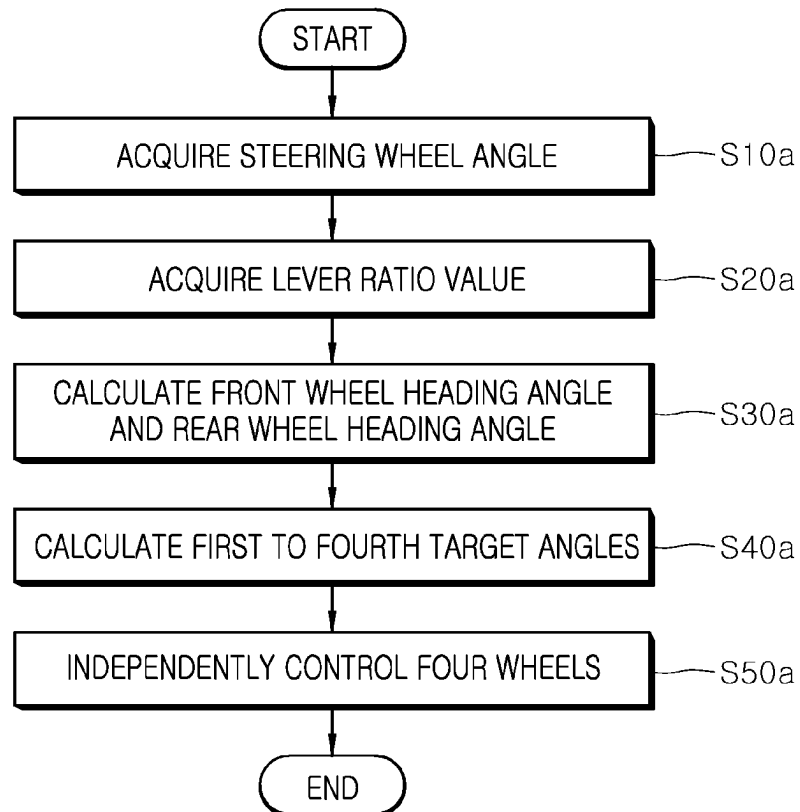 START
ACQUIRE STEERING WHEEL ANGLE
S10a
ACQUIRE LEVER RATIO VALUE
S20a
CALCULATE FRONT WHEEL HEADING ANGLE
AND REAR WHEEL HEADING ANGLE
S30a
CALCULATE FIRST TO FOURTH TARGET ANGLES
S40a
INDEPENDENTLY CONTROL FOUR WHEELS
S50a
END